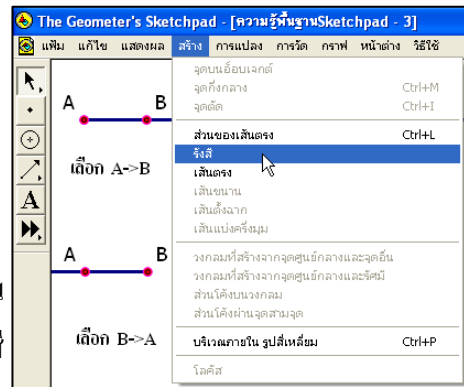 The Geometer's Sketchpad - [ความรู้พื้นฐานSketchpad - 3]
แฟ้ม แก้ไข แสดงผล สร้าง การแปลง การวัด กราฟ หน้าต่าง วิธีใช้
จุดบนอ็อบเจกต์
จุดกึ่งกลาง Ctrl+M
จุดตัด Ctrl+I
ส่วนของเส้นตรง Ctrl+L
รังสี
เส้นตรง
เส้นขนาน
เส้นตั้งฉาก
เส้นแบ่งครึ่งมุม
วงกลมที่สร้างจากจุดศูนย์กลางและจุดอื่น
วงกลมที่สร้างจากจุดศูนย์กลางและรัศมี
ส่วนโค้งบนวงกลม
ส่วนโค้งผ่านจุดสามจุด
บริเวณภายใน รูปสี่เหลี่ยม Ctrl+P
โลคัส
A
A B
เลือก A->B
A B
เลือก B->A